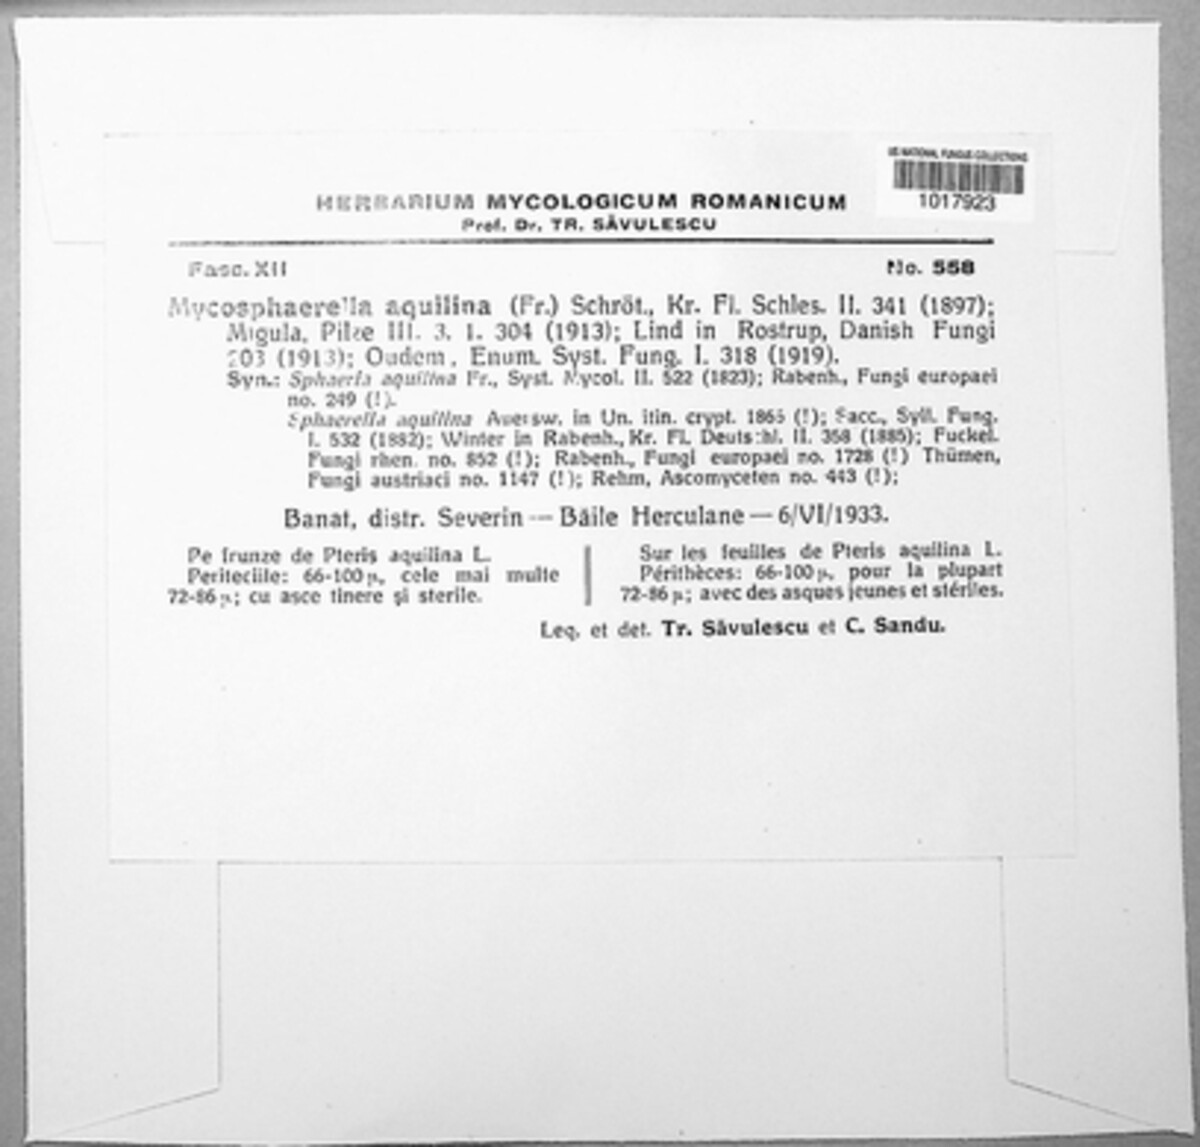 US NATIONAL FUNGUS COLLECTIONS
1017923
HERBARIUM MYCOLOGICUM ROMANICUM
Prof. Dr. TR. SĂVULESCU
Fasc. XII
No. 558
Mycosphaerella aquilina (Fr.) Schröt., Kr. Fl. Schles. II. 341 (1897);
Migula, Pilze III. 3. 1. 304 (1913); Lind in Rostrup, Danish Fungi
203 (1913); Oudem., Enum. Syst. Fung. I. 318 (1919).
Syn.: Sphaeria aquilina Fr., Syst. Mycol. II. 522 (1823); Rabenh., Fungi europaei
no. 249 (!).
Sphaerella aquilina Auersw. in Un. itin. crypt. 1865 (!); Sacc., Syll. Fung.
I. 532 (1882); Winter in Rabenh., Kr. Fl. Deutschl. II. 358 (1885); Fuckel.
Fungi rhen. no. 852 (!); Rabenh., Fungi europaei no. 1728 (!) Thümen,
Fungi austriaci no. 1147 (!); Rehm, Ascomyceten no. 443 (!);
Banat, distr. Severin — Băile Herculane — 6/VI/1933.
Pe frunze de Pteris aquilina L.
Periteciile: 66-100 µ, cele mai multe
72-86 µ; cu asce tinere și sterile.
Sur les feuilles de Pteris aquilina L.
Périthèces: 66-100 µ, pour la plupart
72-86 µ; avec des asques jeunes et stériles.
Leg. et det. Tr. Săvulescu et C. Sandu.